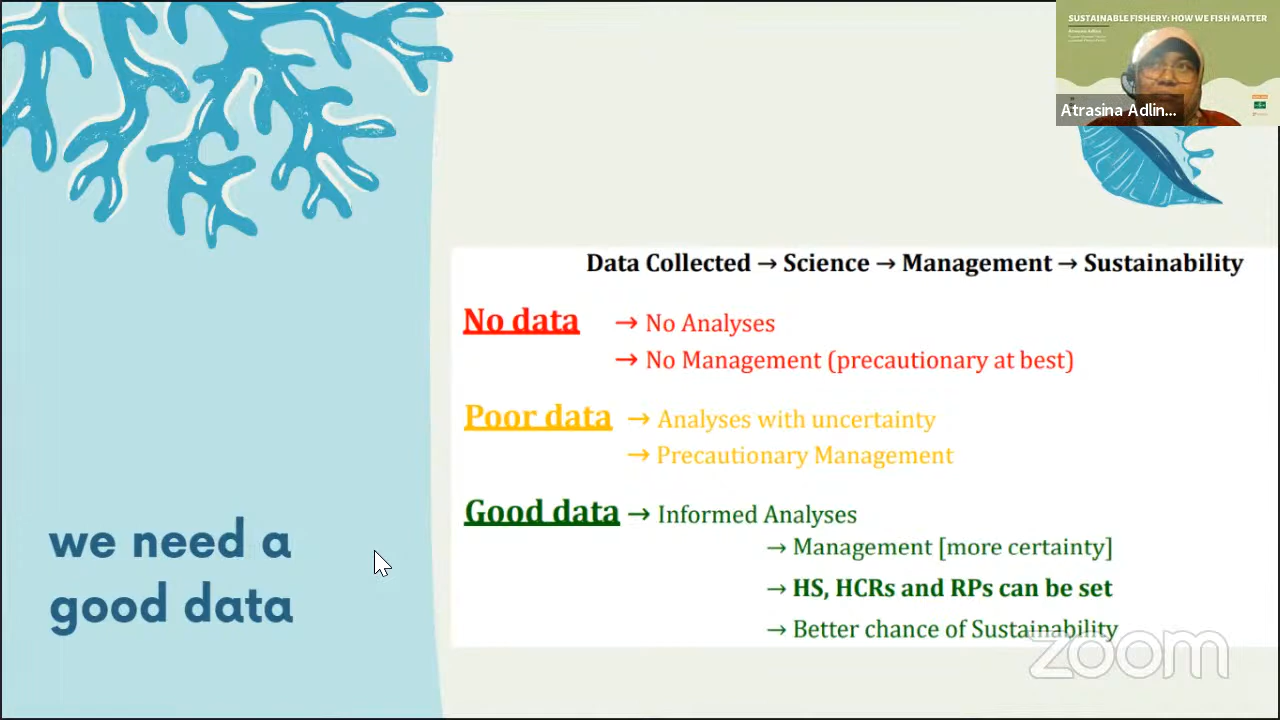 SUSTAINABLE FISHERY: HOW WE FISH MATTER
Atrasina Adlin...
Data Collected → Science → Management → Sustainability
No data → No Analyses
→ No Management (precautionary at best)
Poor data → Analyses with uncertainty
→ Precautionary Management
Good data → Informed Analyses
→ Management [more certainty]
→ HS, HCRs and RPs can be set
→ Better chance of Sustainability
we need a
good data
zoom